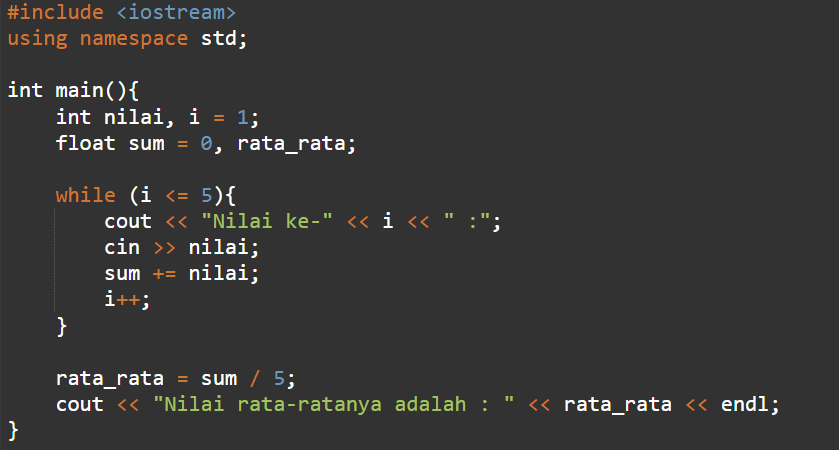 #include <iostream>
using namespace std;
int main(){
    int nilai, i = 1;
    float sum = 0, rata_rata;
    while (i <= 5){
        cout << "Nilai ke-" << i << " :";
        cin >> nilai;
        sum += nilai;
        i++;
    }
    rata_rata = sum / 5;
    cout << "Nilai rata-ratanya adalah : " << rata_rata << endl;
}